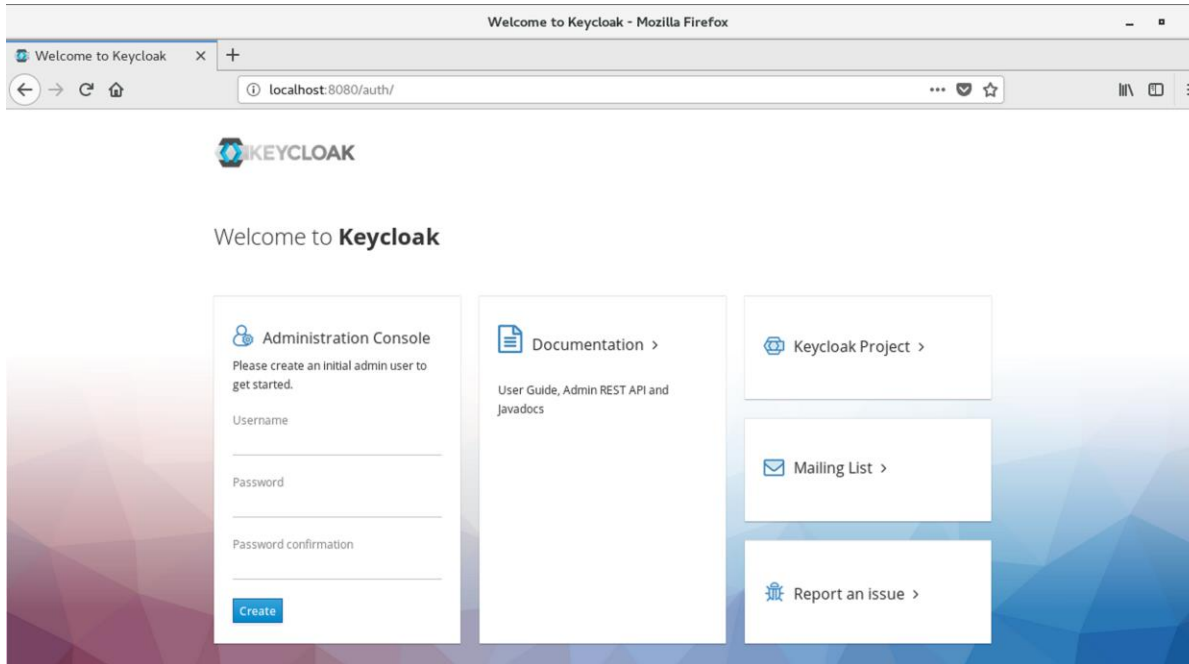 Welcome to Keycloak - Mozilla Firefox
Welcome to Keycloak
localhost:8080/auth/
KEYCLOAK
Welcome to Keycloak
Administration Console
Please create an initial admin user to
get started.
Username
Password
Password confirmation
Create
Documentation >
User Guide, Admin REST API and
Javadocs
Keycloak Project >
Mailing List >
Report an issue >